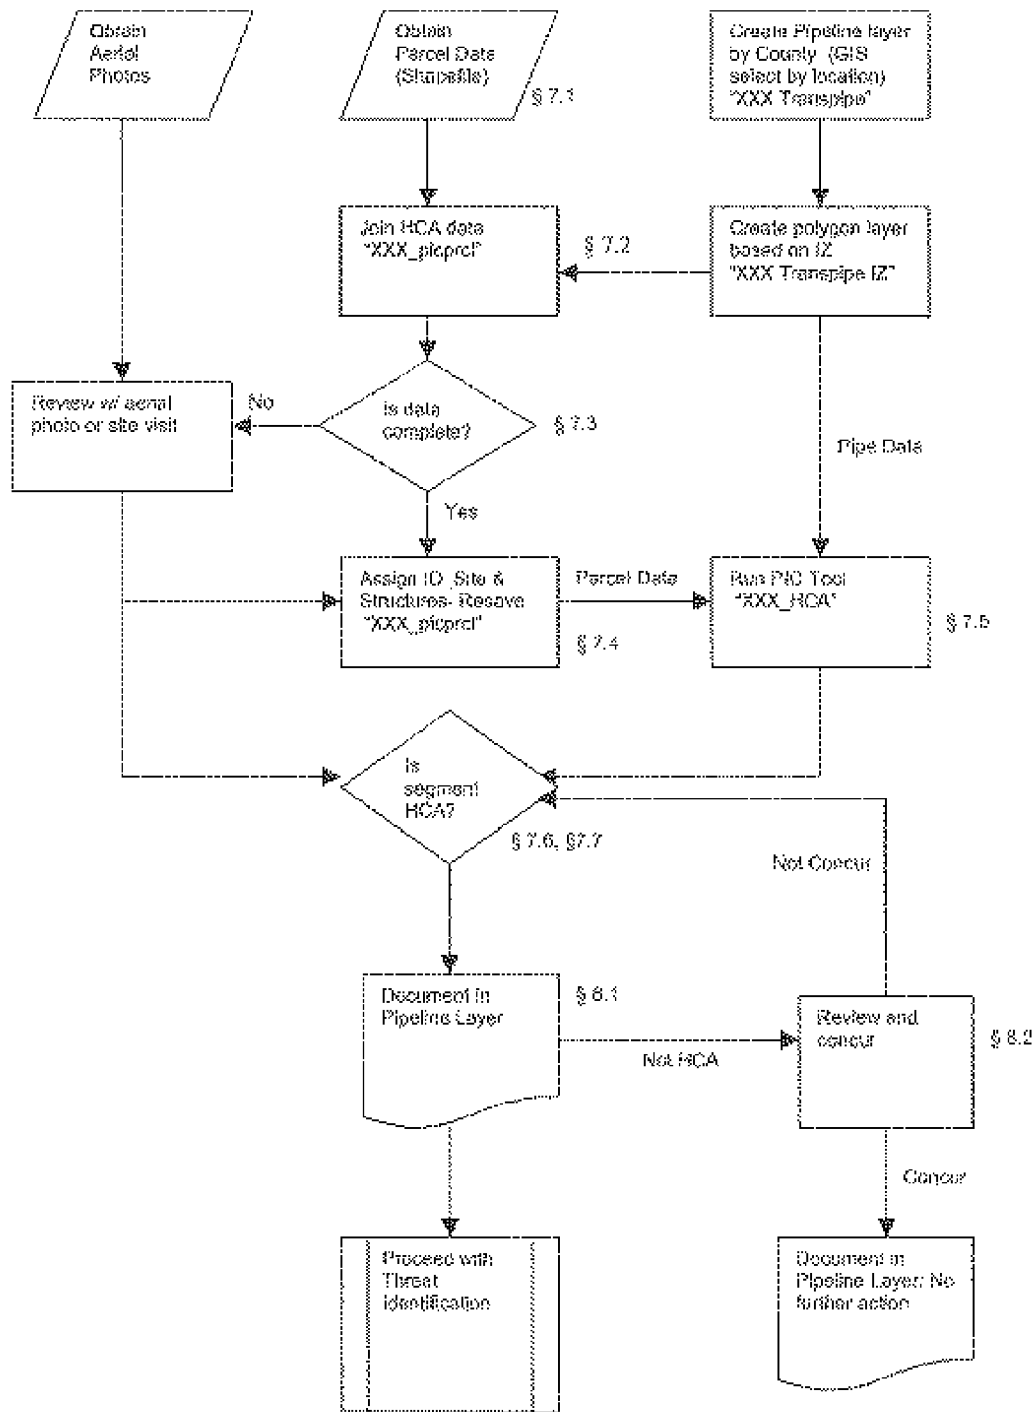 Obtain
Aerial
Photos
Obtain
Parcel Data
(Shapefile)
§ 7.1
Create Pipeline layer
by County (GIS
select by location)
"XXX Transpipe"
Join HCA data
"XXX_picprcl"
§ 7.2
Create polygon layer
based on IZ
"XXX Transpipe IZ"
Review w/ aerial
photo or site visit
No
Is data
complete?
§ 7.3
Pipe Data
Yes
Assign ID Site &
Structures- Resave
"XXX_picprcl"
Parcel Data
§ 7.4
Run PIC Tool
"XXX_HCA"
§ 7.5
Is
segment
HCA?
§ 7.6, §7.7
Not Concur
Document in
Pipeline Layer
§ 8.1
Not HCA
Review and
concur
§ 8.2
Concur
Proceed with
Threat
identification
Document in
Pipeline Layer: No
further action